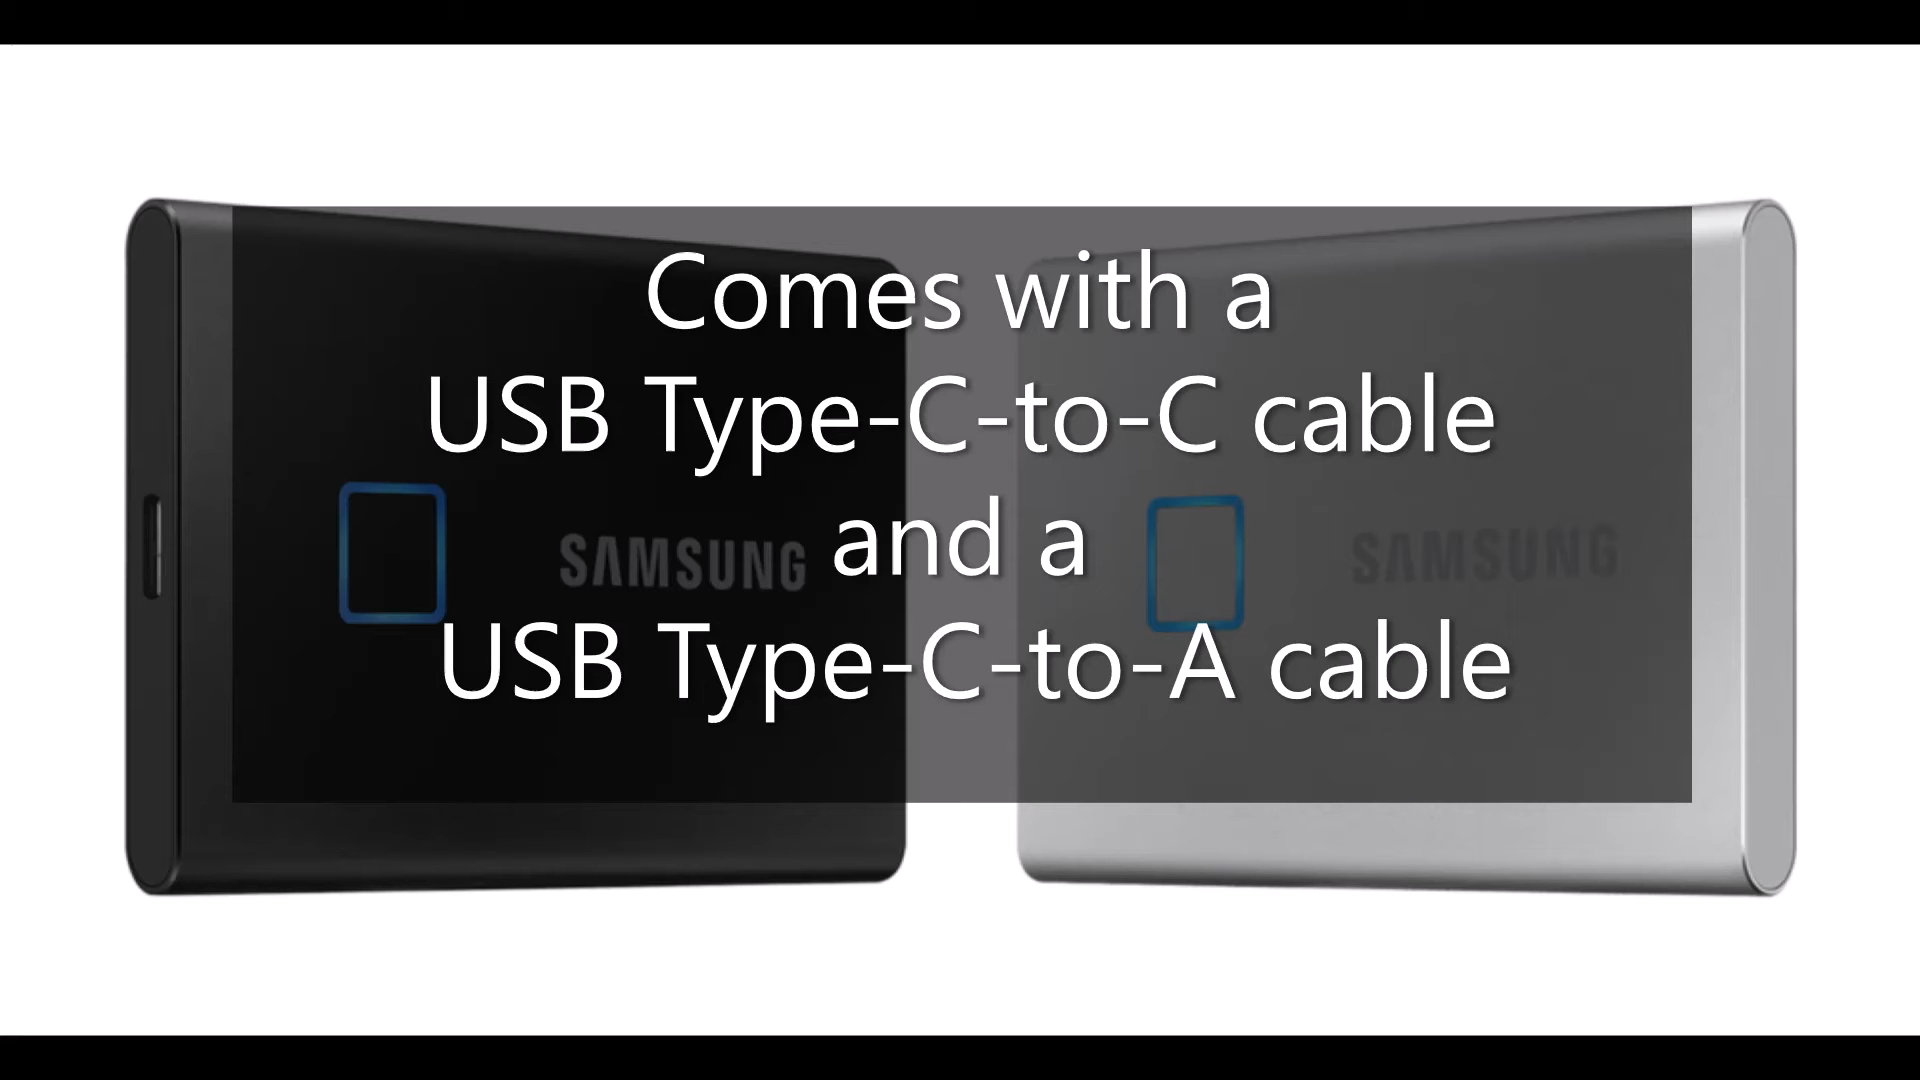 Comes with a
USB Type-C-to-C cable
and a
USB Type-C-to-A cable
SAMSUNG
SAMSUNG